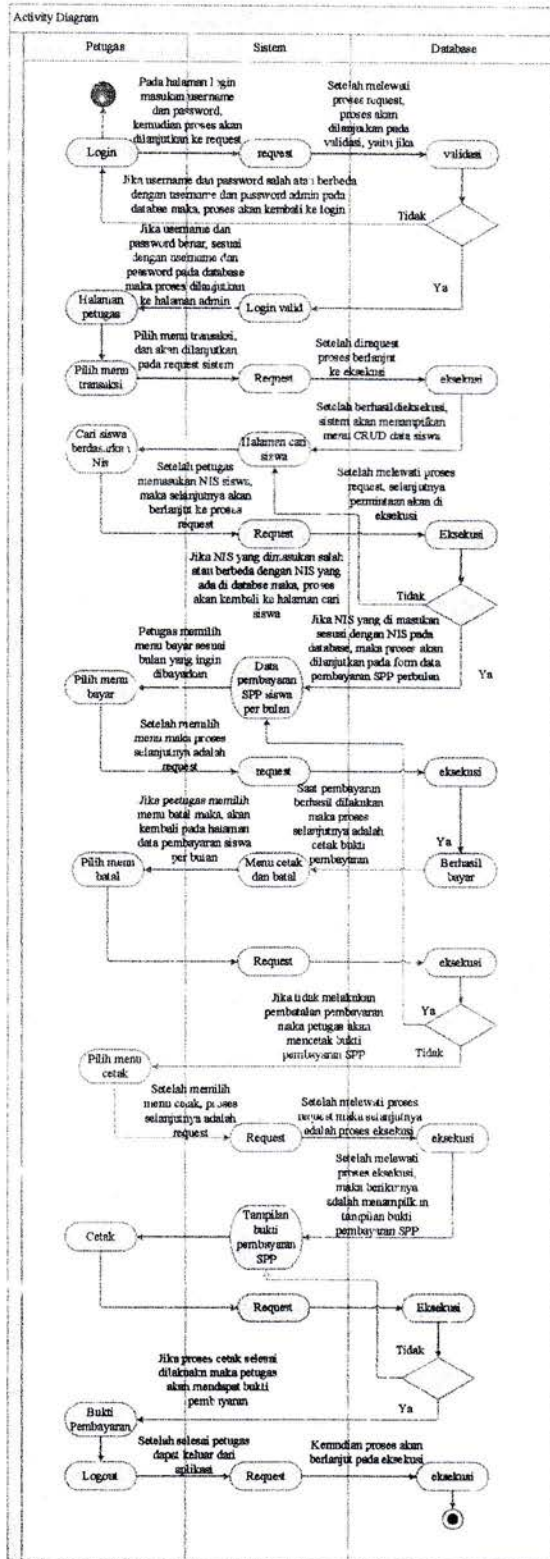 Activity Diagram
Petugas
Sistem
Database
Pada halaman login
masukan username
dan password,
kemudian proses akan
dilanjutkan ke request
Setelah melewati
proses request,
proses akan
dilanjutkan pada
validasi, yaitu jika
Login
request
validasi
Jika username dan password salah atau berbeda
dengan username dan password admin pada
databse maka, proses akan kembali ke login
Tidak
Jika username dan
password benar, sesuai
dengan username dan
password pada database
maka proses dilanjutkan
ke halaman admin
Ya
Halaman
petugas
Login valid
Pilih menu transaksi,
dan akan dilanjutkan
pada request sistem
Setelah direquest
proses berlanjut
ke eksekusi
Pilih menu
transaksi
Request
eksekusi
Setelah berhasil dieksekusi,
sistem akan menampilkan
menu CRUD data siswa
Cari siswa
berdasarkan
Nis
Halaman cari
siswa
Setelah petugas
memasukan NIS siswa,
maka selanjutnya akan
berlanjut ke proses
request
Setelah melewati proses
request, selanjutnya
permintaan akan di
eksekusi
Request
Eksekusi
Jika NIS yang dimasukan salah
atau berbeda dengan NIS yang
ada di databse maka, proses
akan kembali ke halaman cari
siswa
Tidak
Jika NIS yang di masukan
sesuai dengan NIS pada
database, maka proses akan
dilanjutkan pada form data
pembayaran SPP perbulan
Ya
Petugas memilih
menu bayar sesuai
bulan yang ingin
dibayarkan
Pilih menu
bayar
Data
pembayaran
SPP siswa
per bulan
Setelah memilih
menu maka proses
selanjutnya adalah
request
request
eksekusi
Jika peetugas memilih
menu batal maka, akan
kembali pada halaman
data pembayaran siswa
per bulan
Saat pembayaran
berhasil dilakukan
maka proses
selanjutnya adalah
cetak bukti
pembayaran
Ya
Pilih menu
batal
Menu cetak
dan batal
Berhasil
bayar
Request
eksekusi
Jika tidak melakukan
pembatalan pembayaran
maka petugas akan
mencetak bukti
pembayaran SPP
Ya
Tidak
Pilih menu
cetak
Setelah memilih
menu cetak, proses
selanjutnya adalah
request
Setelah melewati proses
request maka selanjutnya
adalah proses eksekusi
Request
eksekusi
Setelah melewati
proses eksekusi,
maka berikutnya
adalah menampilkan
tampilan bukti
pembayaran SPP
Cetak
Tampilan
bukti
pembayaran
SPP
Request
Eksekusi
Tidak
Jika proses cetak selesai
dilakuakn maka petugas
akan mendapat bukti
pembayaran
Ya
Bukti
Pembayaran
Setelah selesai petugas
dapat keluar dari
aplikasi
Kemudian proses akan
berlanjut pada eksekusi
Logout
Request
eksekusi